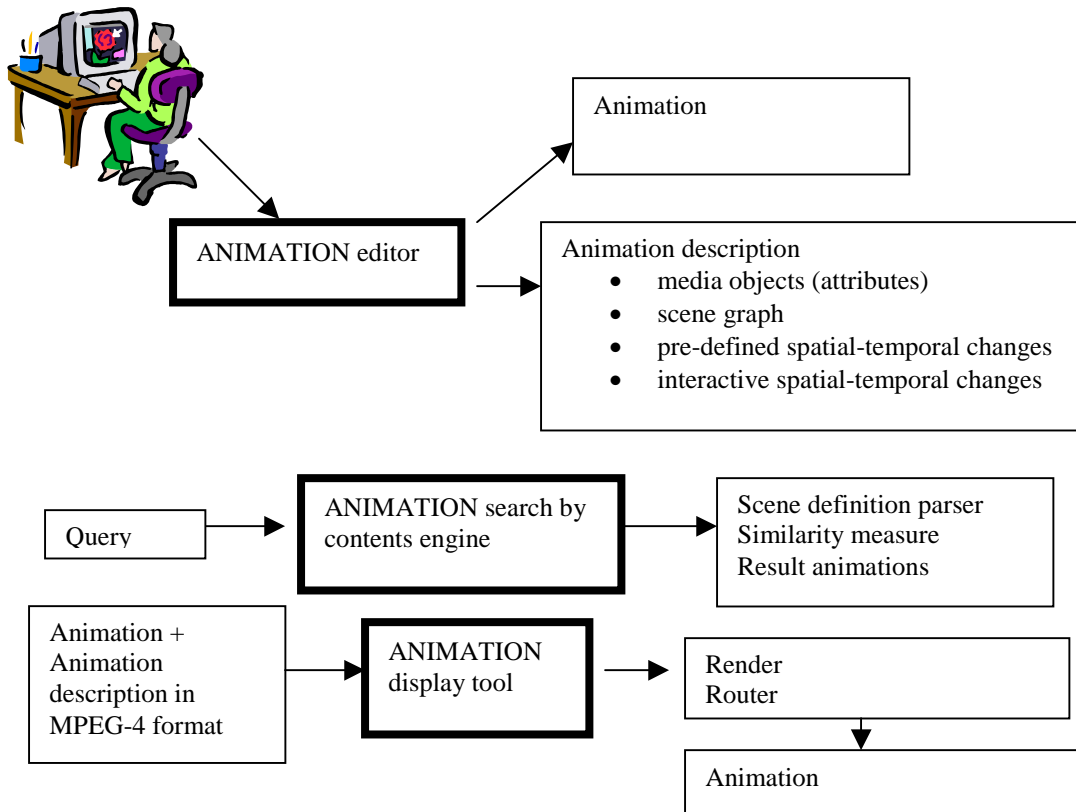 Animation
ANIMATION editor
Animation description
• media objects (attributes)
• scene graph
• pre-defined spatial-temporal changes
• interactive spatial-temporal changes
Query
ANIMATION search by
contents engine
Scene definition parser
Similarity measure
Result animations
Animation +
Animation
description in
MPEG-4 format
ANIMATION
display tool
Render
Router
Animation